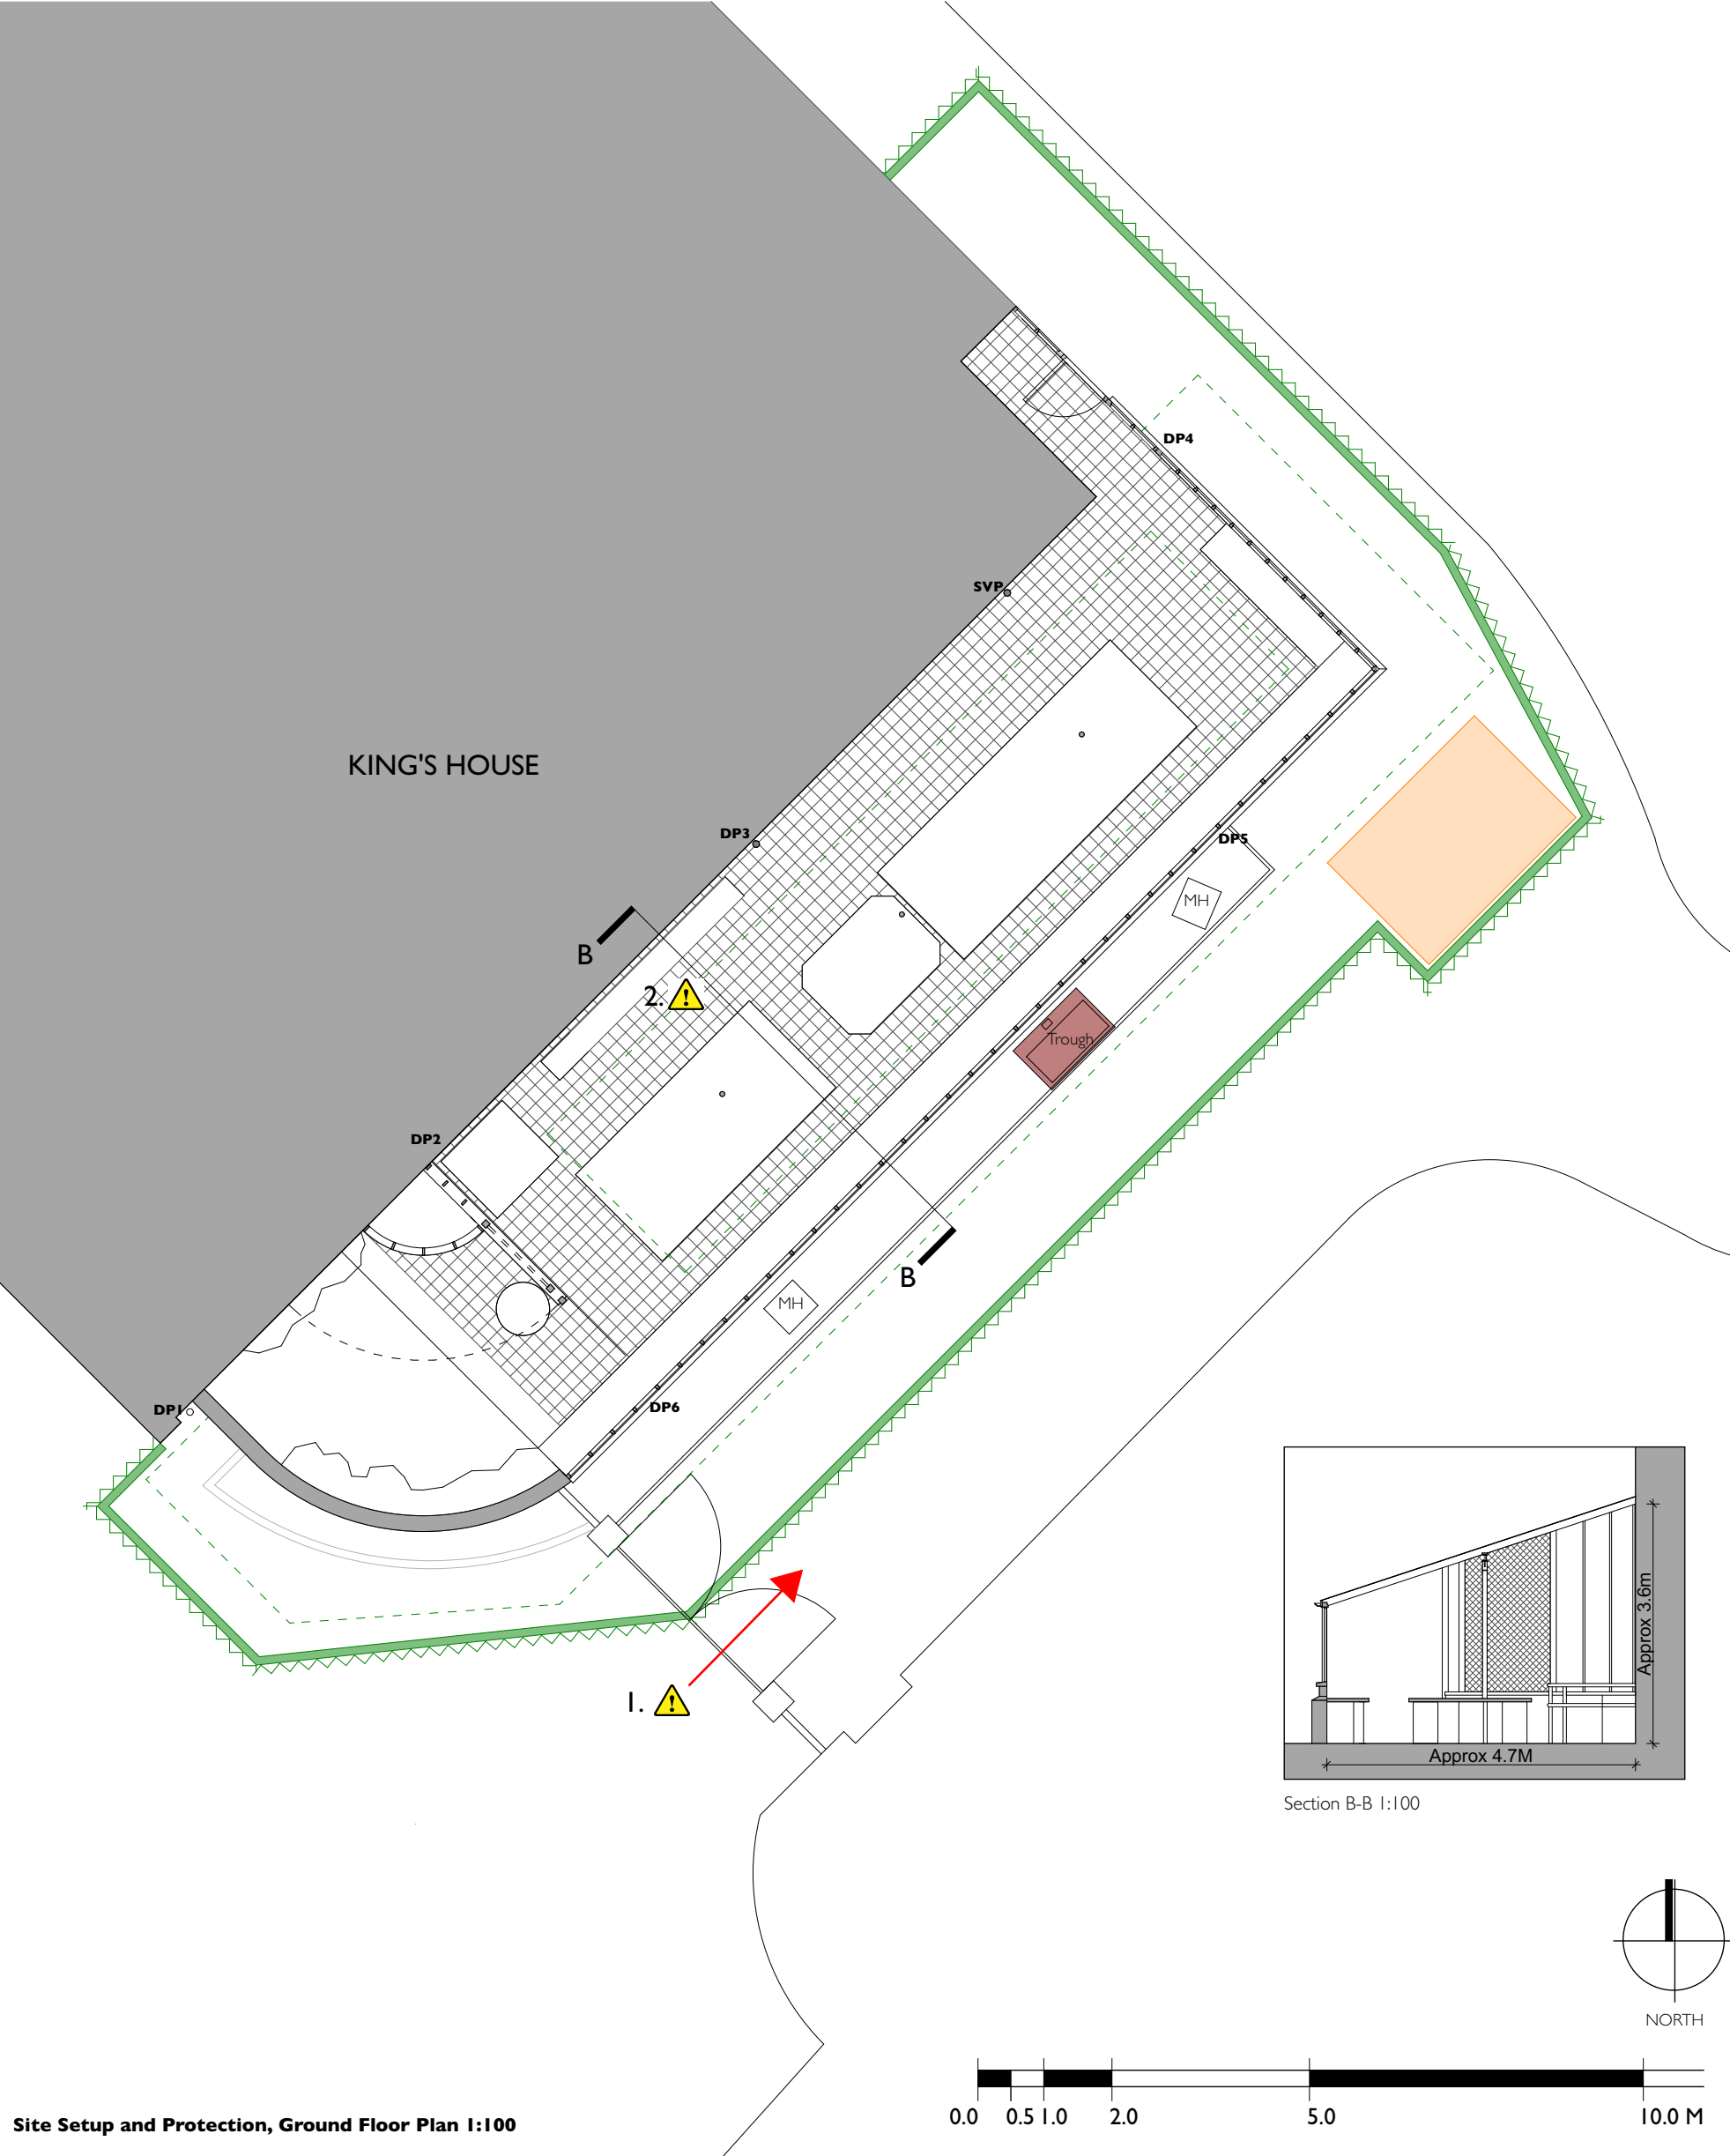 DP4
SVP
KING'S HOUSE
DP3
DP5
MH
B
2.
Trough
DP2
B
MH
DP1
DP6
1.
Approx 3.6m
Approx 4.7M
Section B-B 1:100
NORTH
0.0 0.5 1.0 2.0 5.0 10.0 M
Site Setup and Protection, Ground Floor Plan 1:100